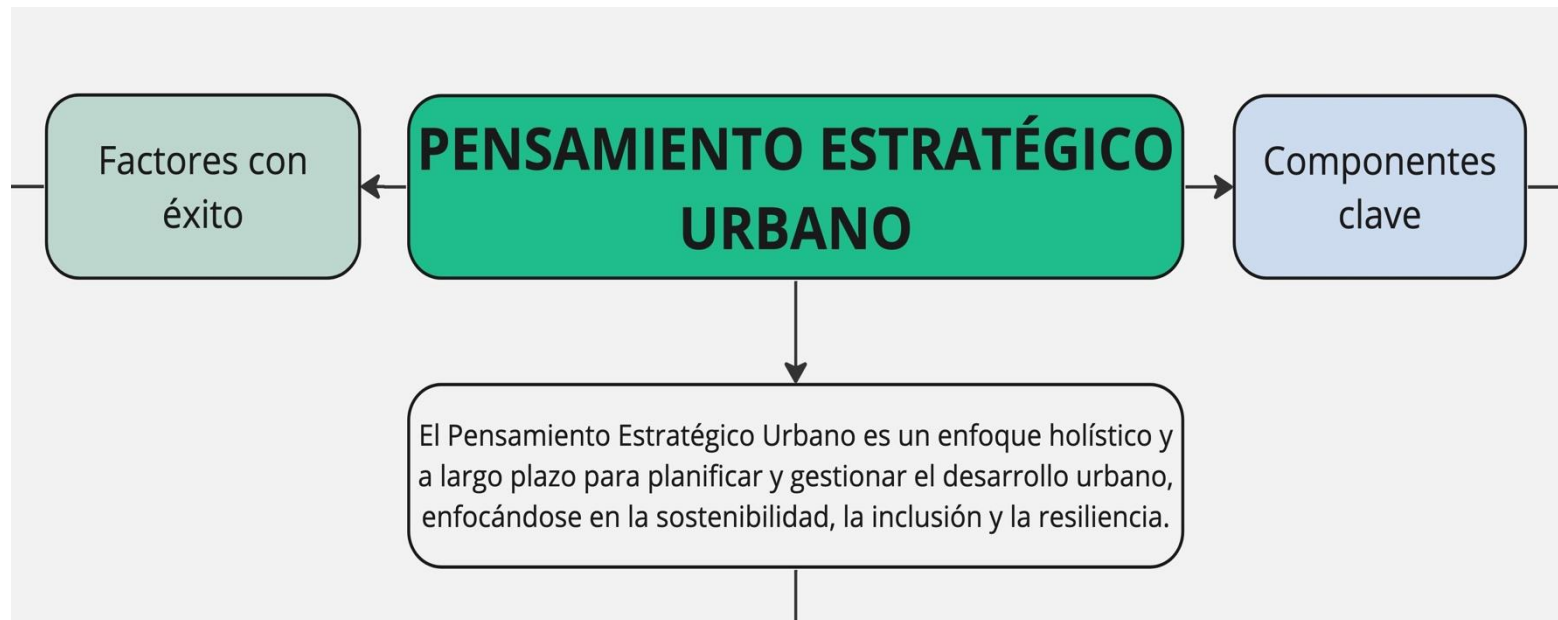 Factores con
éxito
PENSAMIENTO ESTRATÉGICO
URBANO
Componentes
clave
El Pensamiento Estratégico Urbano es un enfoque holístico y
a largo plazo para planificar y gestionar el desarrollo urbano,
enfocándose en la sostenibilidad, la inclusión y la resiliencia.